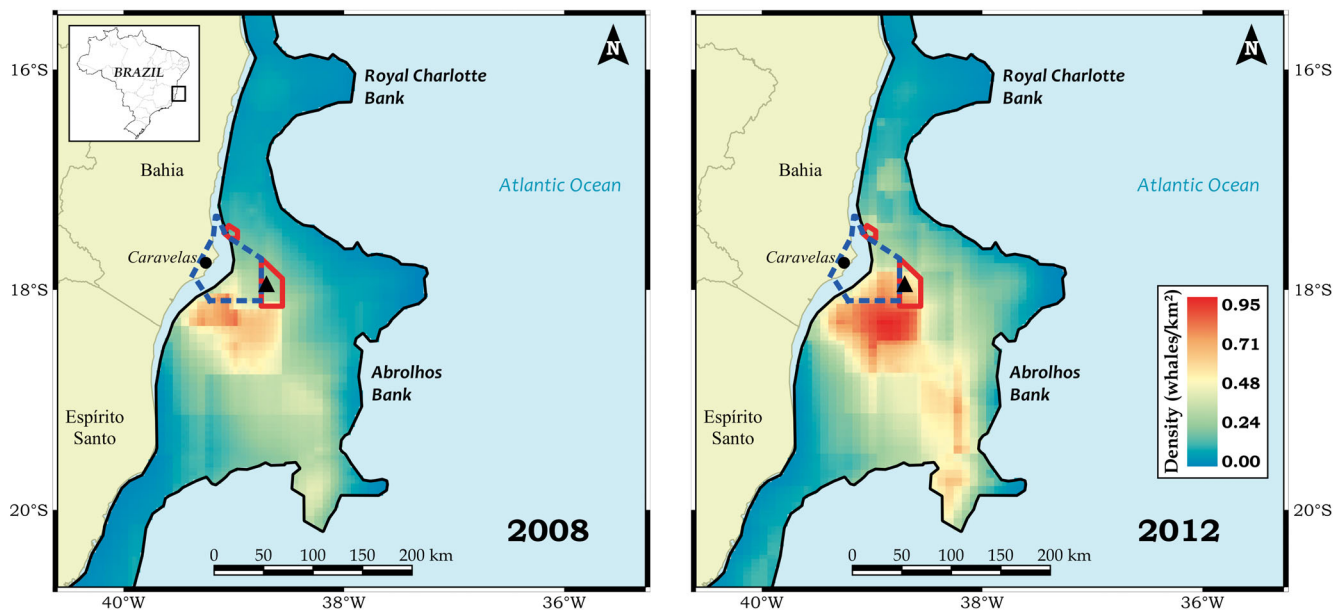 16°S
18°S
20°S
BRAZIL
N
Royal Charlotte
Bank
Bahia
Atlantic Ocean
Caravelas
Abrolhos
Bank
Espírito
Santo
2008
0 50 100 150 200 km
40°W 38°W 36°W
N
Royal Charlotte
Bank
Bahia
Atlantic Ocean
Caravelas
Abrolhos
Bank
Espírito
Santo
Density (whales/km²)
0.95
0.71
0.48
0.24
0.00
2012
0 50 100 150 200 km
40°W 38°W 36°W
16°S
18°S
20°S